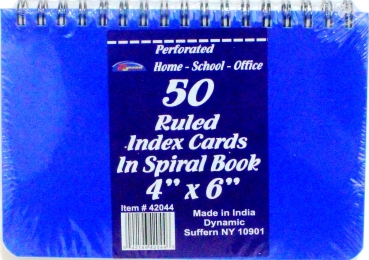 Perforated
Home - School - Office
50
Ruled
Index Cards
In Spiral Book
4" x 6"
Item # 42044
Made in India
Dynamic
Suffern NY 10901